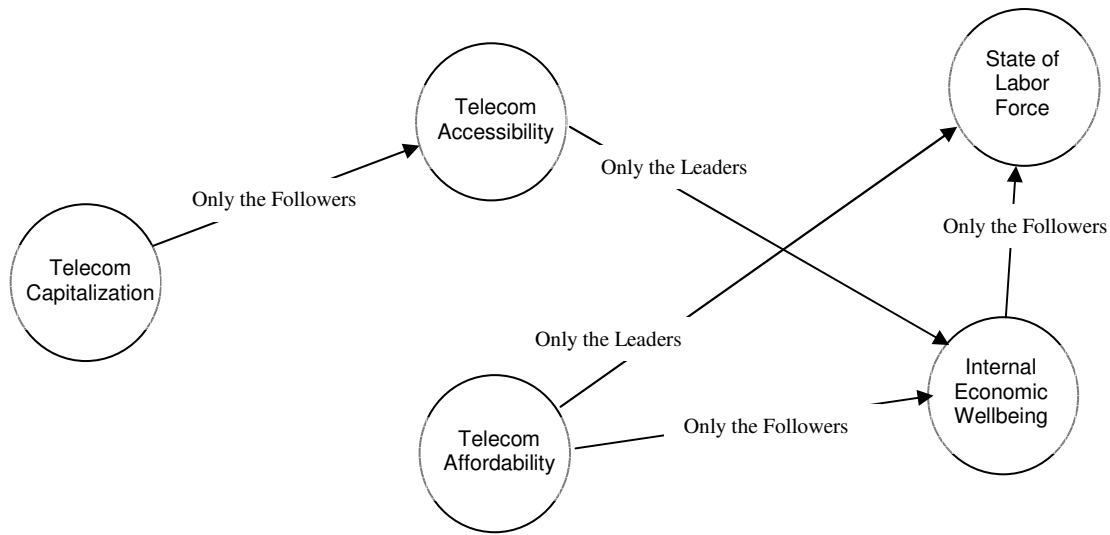 State of
Labor
Force
Telecom
Accessibility
Only the Leaders
Only the Followers
Only the Followers
Telecom
Capitalization
Only the Leaders
Internal
Economic
Wellbeing
Only the Followers
Telecom
Affordability